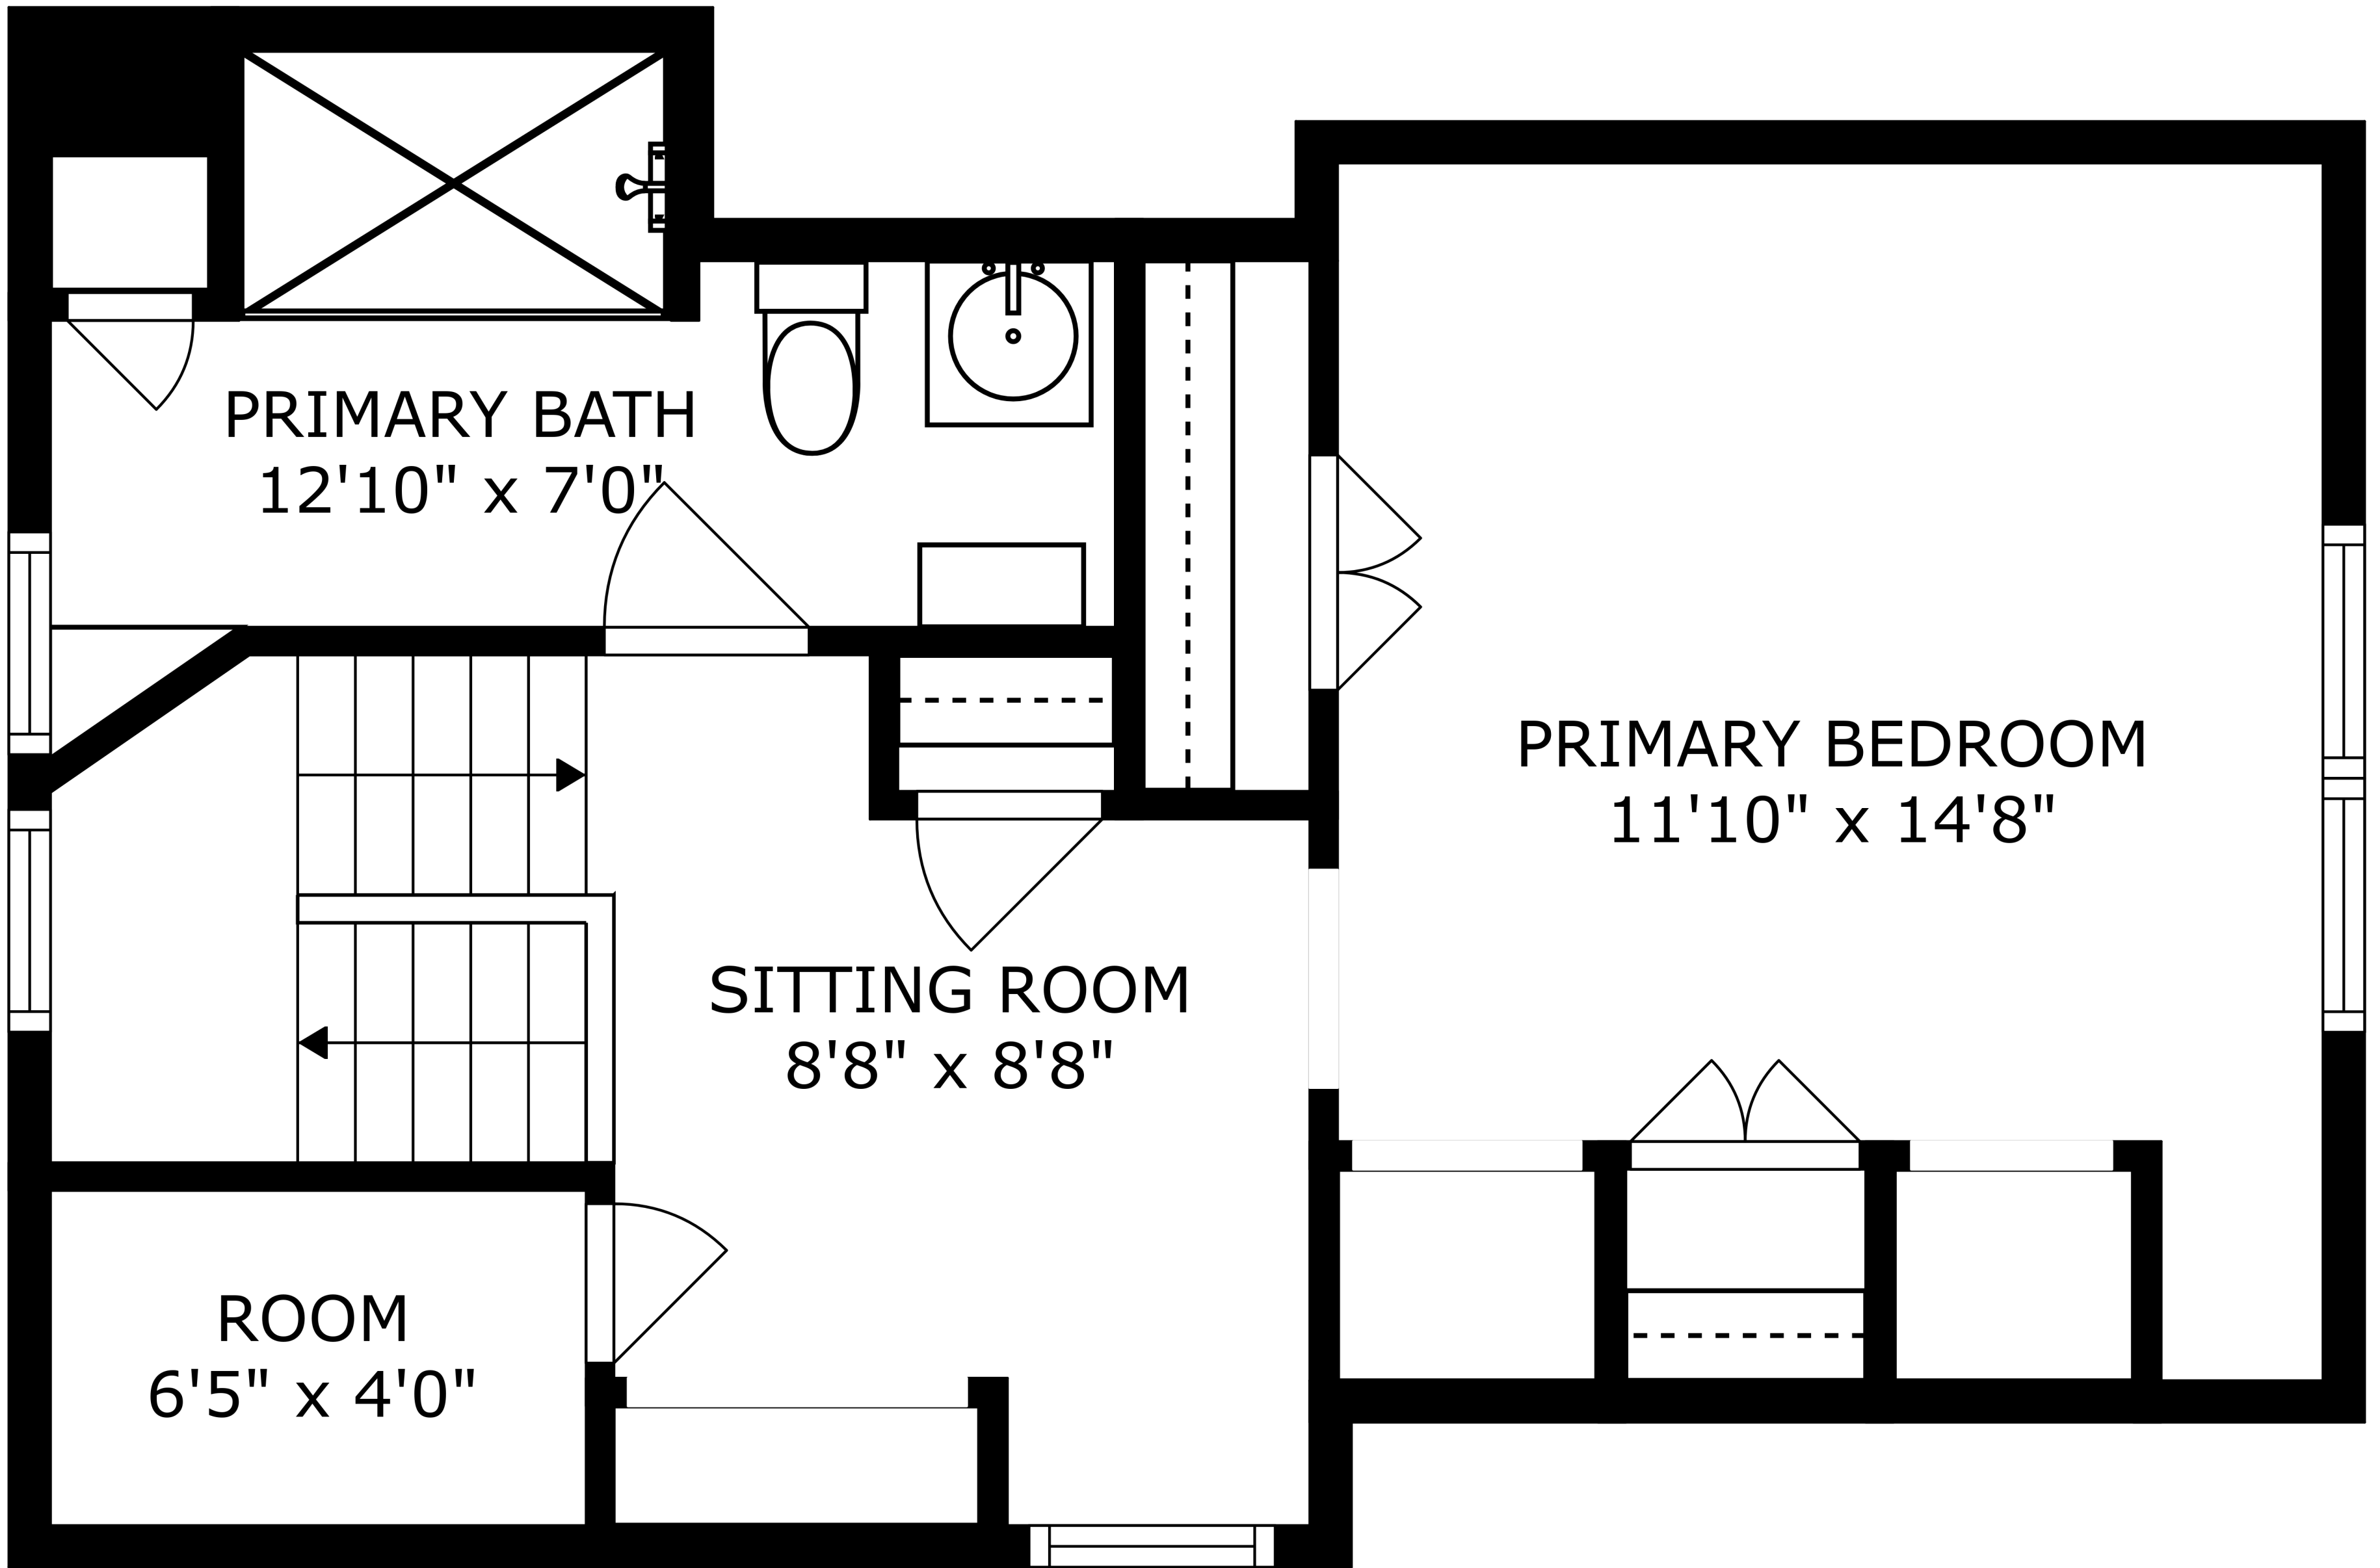 PRIMARY BATH
12'10" x 7'0"
PRIMARY BEDROOM
11'10" x 14'8"
SITTING ROOM
8'8" x 8'8"
ROOM
6'5" x 4'0"